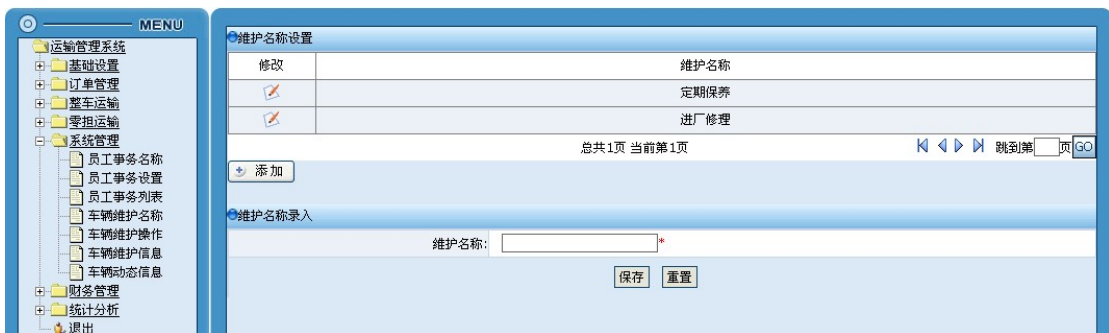 MENU
运输管理系统
基础设置
订单管理
整车运输
零担运输
系统管理
员工事务名称
员工事务设置
员工事务列表
车辆维护名称
车辆维护操作
车辆维护信息
车辆动态信息
财务管理
统计分析
退出
维护名称设置
修改 维护名称
定期保养
进厂修理
总共1页 当前第1页 跳到第 页 GO
添加
维护名称录入
维护名称: *
保存 重置